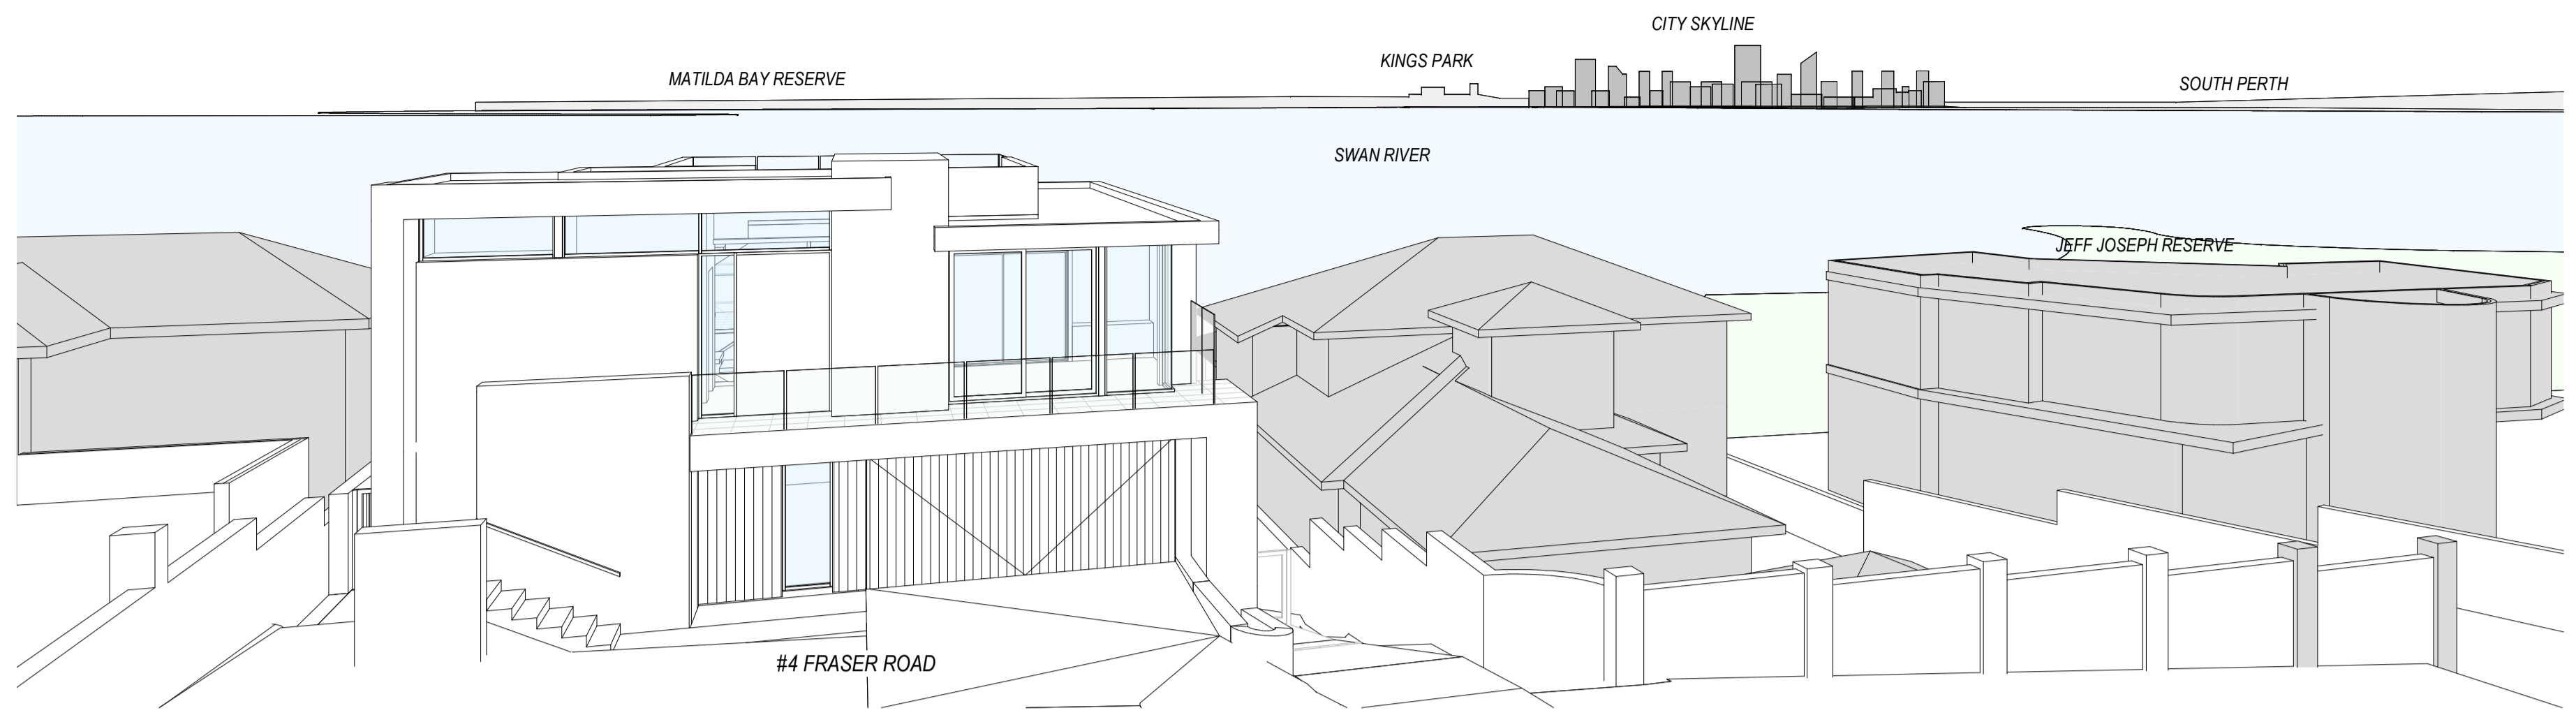 CITY SKYLINE
KINGS PARK
MATILDA BAY RESERVE
SOUTH PERTH
SWAN RIVER
JEFF JOSEPH RESERVE
#4 FRASER ROAD